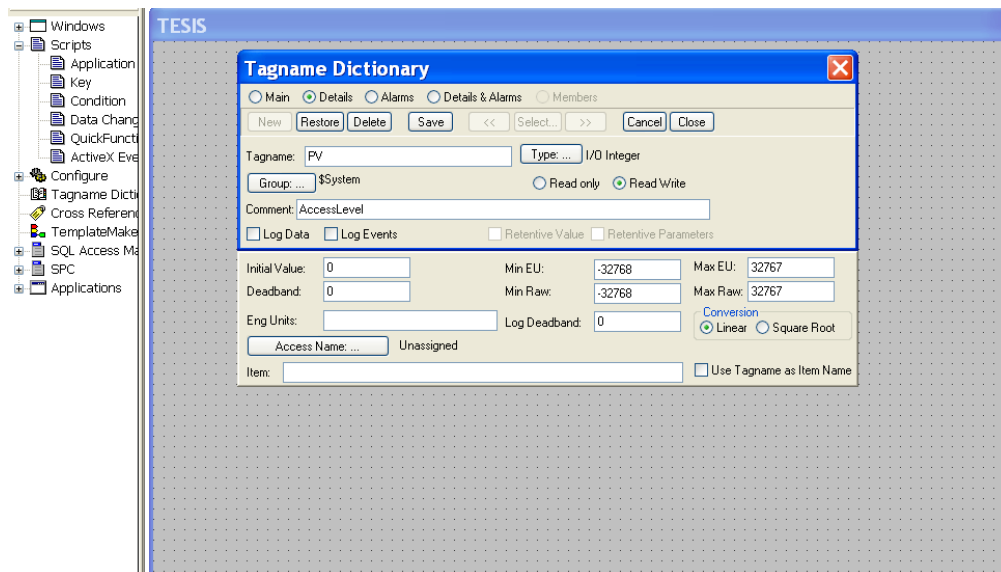 Windows
Scripts
Application
Key
Condition
Data Chang
QuickFuncti
ActiveX Eve
Configure
Tagname Dicti
Cross Referen
TemplateMake
SQL Access Ma
SPC
Applications
TESIS
Tagname Dictionary
Main Details Alarms Details & Alarms Members
New Restore Delete Save << Select... >> Cancel Close
Tagname: PV Type: ... I/O Integer
Group: ... $System Read only Read Write
Comment: AccessLevel
Log Data Log Events Retentive Value Retentive Parameters
Initial Value: 0 Min EU: -32768 Max EU: 32767
Deadband: 0 Min Raw: -32768 Max Raw: 32767
Eng Units: Log Deadband: 0 Conversion
Linear Square Root
Access Name: ... Unassigned
Item: Use Tagname as Item Name